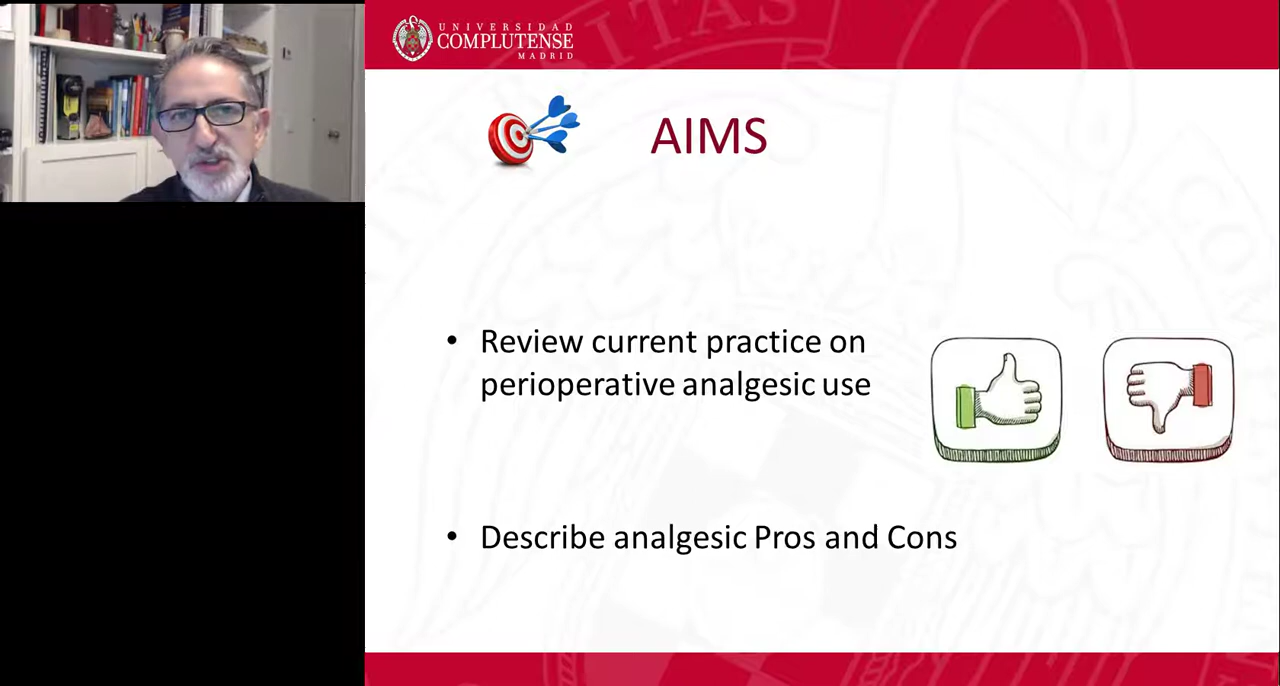 UNIVERSIDAD
COMPLUTENSE
MADRID
AIMS
• Review current practice on
perioperative analgesic use
• Describe analgesic Pros and Cons